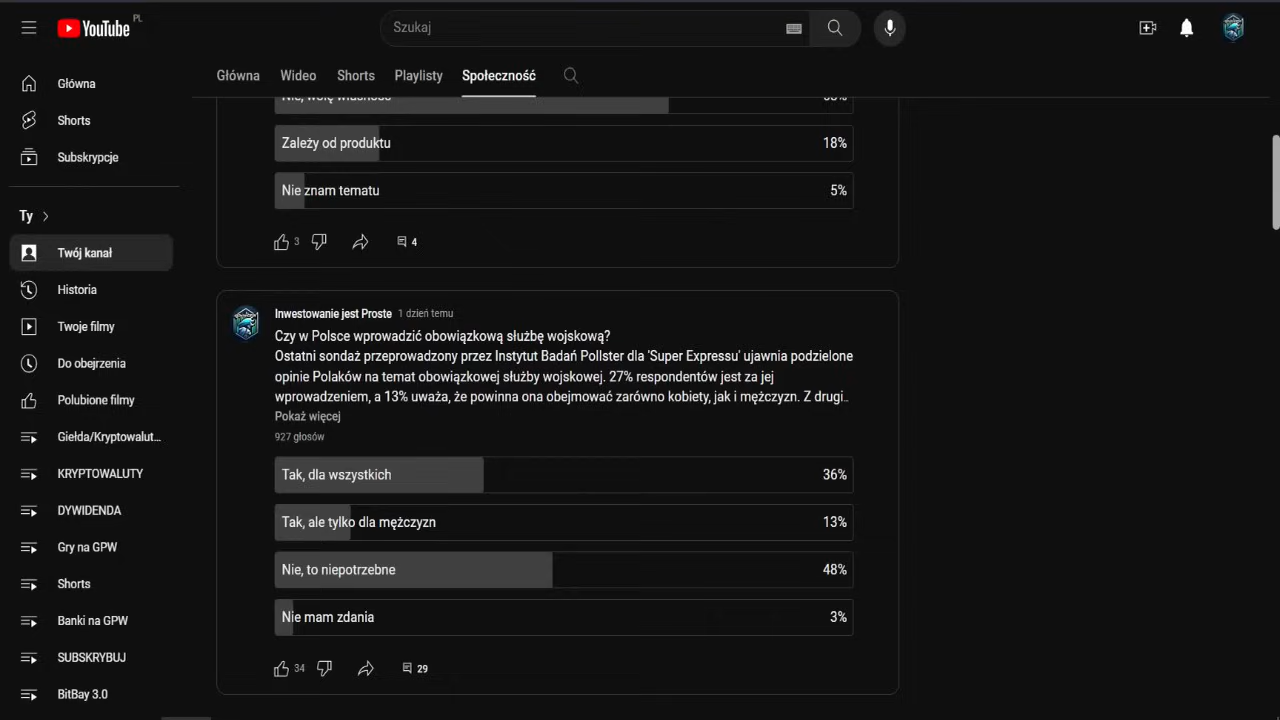 YouTube PL
Szukaj
Główna
Shorts
Subskrypcje
Ty
Twój kanał
Historia
Twoje filmy
Do obejrzenia
Polubione filmy
Giełda/Kryptowalut...
KRYPTOWALUTY
DYWIDENDA
Gry na GPW
Shorts
Banki na GPW
SUBSKRYBUJ
BitBay 3.0
Główna Wideo Shorts Playlisty Społeczność
Nie, wolę własność
Zależy od produktu 18%
Nie znam tematu 5%
3 4
Inwestowanie jest Proste 1 dzień temu
Czy w Polsce wprowadzić obowiązkową służbę wojskową?
Ostatni sondaż przeprowadzony przez Instytut Badań Pollster dla 'Super Expressu' ujawnia podzielone
opinie Polaków na temat obowiązkowej służby wojskowej. 27% respondentów jest za jej
wprowadzeniem, a 13% uważa, że powinna ona obejmować zarówno kobiety, jak i mężczyzn. Z drugi...
Pokaż więcej
927 głosów
Tak, dla wszystkich 36%
Tak, ale tylko dla mężczyzn 13%
Nie, to niepotrzebne 48%
Nie mam zdania 3%
34 29